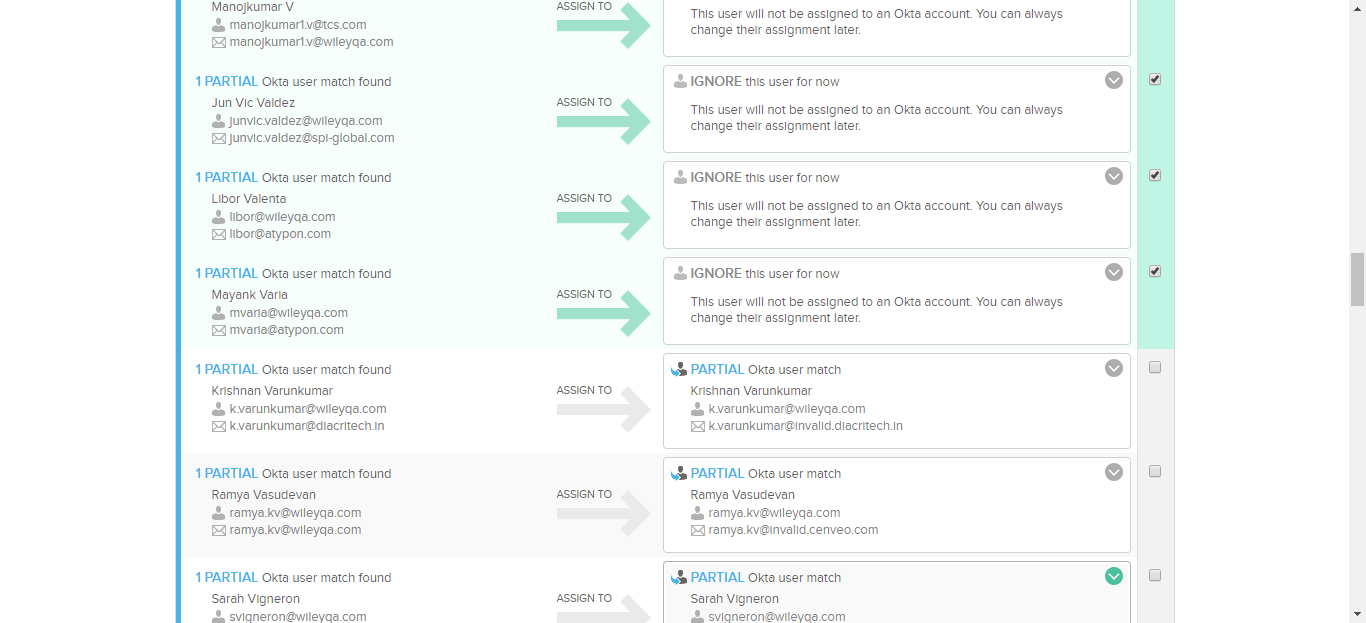 Manojkumar V
manojkumar1.v@tcs.com
manojkumar1.v@wileyqa.com
ASSIGN TO
This user will not be assigned to an Okta account. You can always
change their assignment later.
1 PARTIAL Okta user match found
Jun Vic Valdez
junvic.valdez@wileyqa.com
junvic.valdez@spi-global.com
ASSIGN TO
IGNORE this user for now
This user will not be assigned to an Okta account. You can always
change their assignment later.
1 PARTIAL Okta user match found
Libor Valenta
libor@wileyqa.com
libor@atypon.com
ASSIGN TO
IGNORE this user for now
This user will not be assigned to an Okta account. You can always
change their assignment later.
1 PARTIAL Okta user match found
Mayank Varia
mvaria@wileyqa.com
mvaria@atypon.com
ASSIGN TO
IGNORE this user for now
This user will not be assigned to an Okta account. You can always
change their assignment later.
1 PARTIAL Okta user match found
Krishnan Varunkumar
k.varunkumar@wileyqa.com
k.varunkumar@diacritech.in
ASSIGN TO
PARTIAL Okta user match
Krishnan Varunkumar
k.varunkumar@wileyqa.com
k.varunkumar@invalid.diacritech.in
1 PARTIAL Okta user match found
Ramya Vasudevan
ramya.kv@wileyqa.com
ramya.kv@wileyqa.com
ASSIGN TO
PARTIAL Okta user match
Ramya Vasudevan
ramya.kv@wileyqa.com
ramya.kv@invalid.cenveo.com
1 PARTIAL Okta user match found
Sarah Vigneron
svigneron@wileyqa.com
ASSIGN TO
PARTIAL Okta user match
Sarah Vigneron
svigneron@wileyqa.com